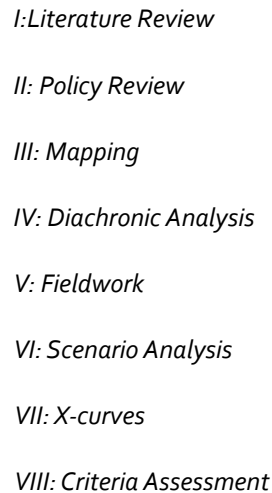 I:Literature Review
II: Policy Review
III: Mapping
IV: Diachronic Analysis
V: Fieldwork
VI: Scenario Analysis
VII: X-curves
VIII: Criteria Assessment